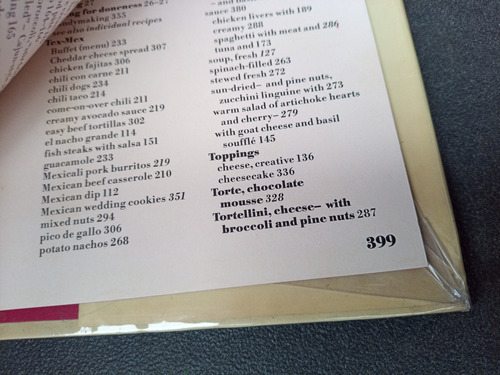 ing for doneness 26–27
dymaking 355
see also individual recipes
Tex-Mex
Buffet (menu) 233
Cheddar cheese spread 307
chicken fajitas 306
chili con carne 211
chili dogs 234
chili taco 214
come-on-over chili 211
creamy avocado sauce 219
easy beef tortillas 302
el nacho grande 114
fish steaks with salsa 151
guacamole 233
Mexicali pork burritos 219
Mexican beef casserole 210
Mexican dip 112
Mexican wedding cookies 351
mixed nuts 294
pico de gallo 306
potato nachos 268
sauce 380
chicken livers with 189
creamy 288
spaghetti with meat and 286
tuna and 173
soup, fresh 127
spinach-filled 263
stewed fresh 272
sun-dried– and pine nuts,
zucchini linguine with 273
warm salad of artichoke hearts
and cherry– 279
with goat cheese and basil
soufflé 145
Toppings
cheese, creative 136
cheesecake 336
Torte, chocolate
mousse 328
Tortellini, cheese– with
broccoli and pine nuts 287
399